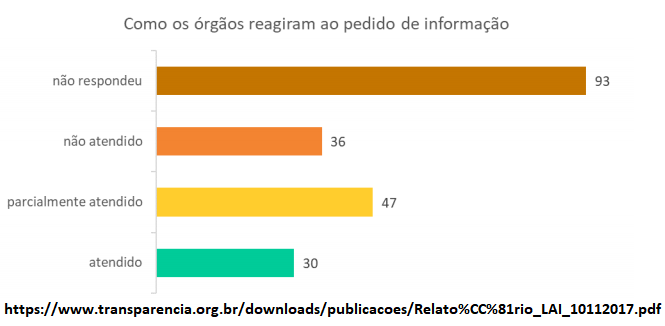 Como os órgãos reagiram ao pedido de informação
não respondeu 93
não atendido 36
parcialmente atendido 47
atendido 30
https://www.transparencia.org.br/downloads/publicacoes/Relato%CC%81rio_LAI_10112017.pdf